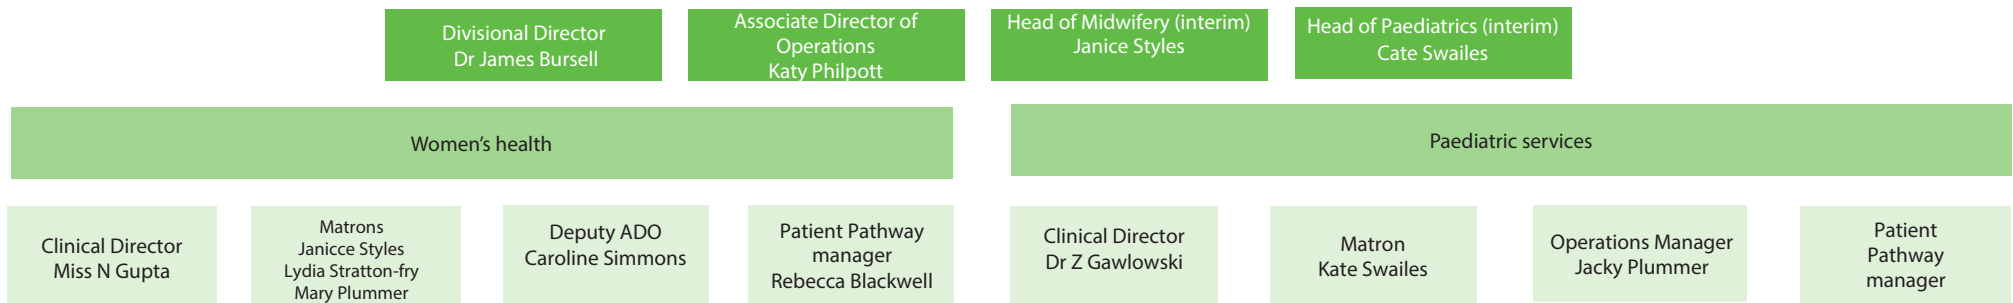 Divisional Director
Dr James Bursell
Associate Director of
Operations
Katy Philpott
Head of Midwifery (interim)
Janice Styles
Head of Paediatrics (interim)
Cate Swailes
Women’s health
Paediatric services
Clinical Director
Miss N Gupta
Matrons
Janicce Styles
Lydia Stratton-fry
Mary Plummer
Deputy ADO
Caroline Simmons
Patient Pathway
manager
Rebecca Blackwell
Clinical Director
Dr Z Gawlowski
Matron
Kate Swailes
Operations Manager
Jacky Plummer
Patient
Pathway
manager